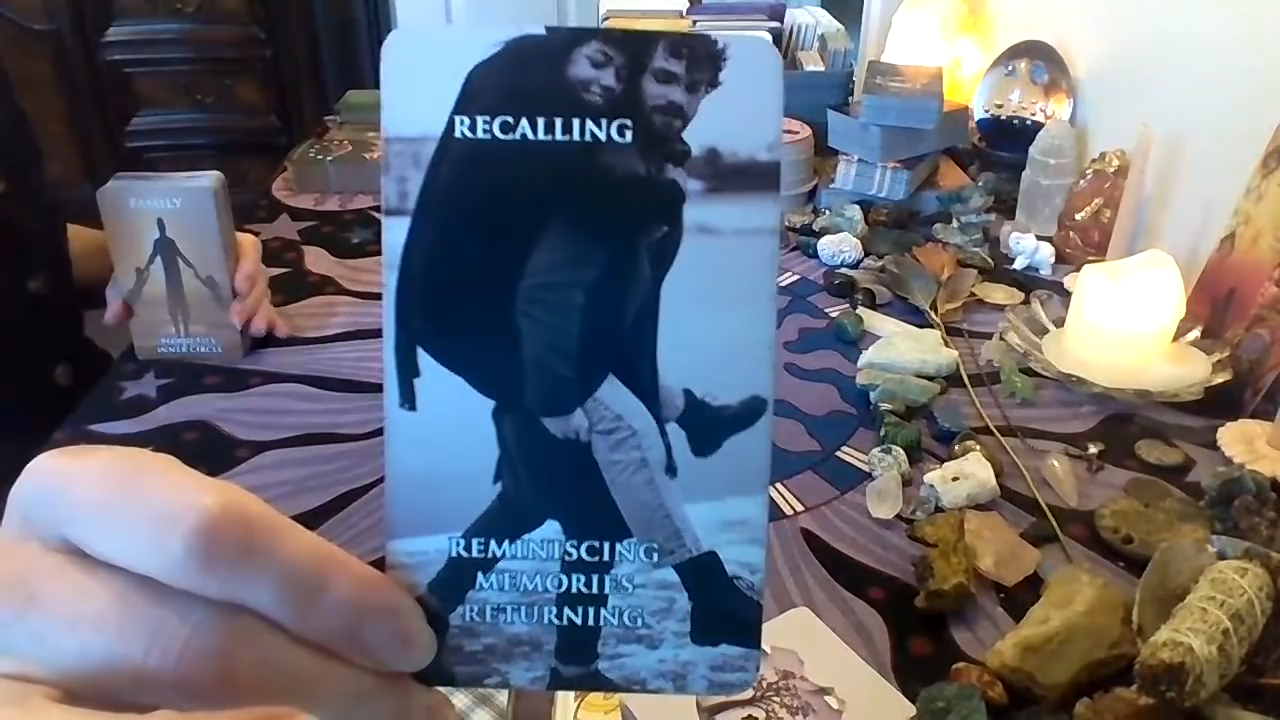 RECALLING
REMINISCING
MEMORIES
RETURNING
FAMILY
INNER CIRCLE